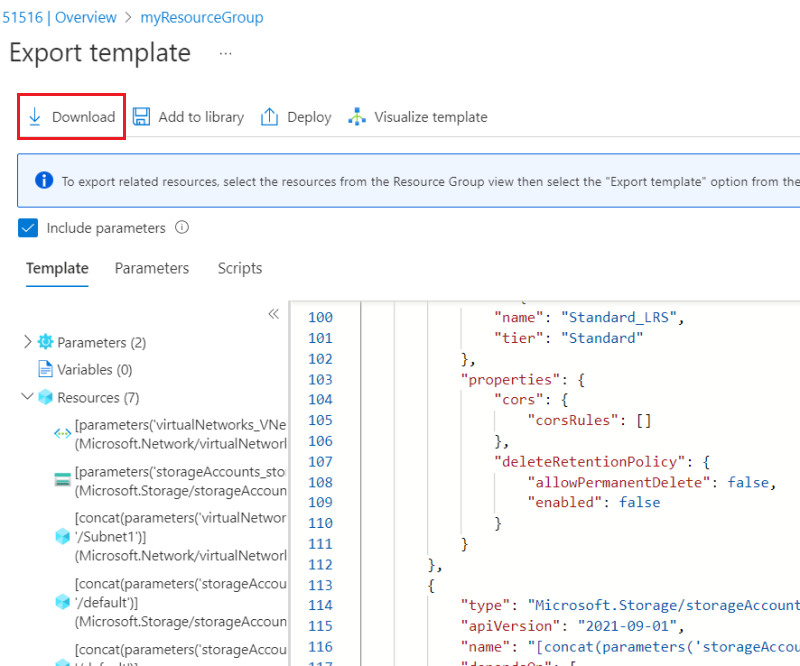 51516 | Overview > myResourceGroup
Export template ...
Download Add to library Deploy Visualize template
To export related resources, select the resources from the Resource Group view then select the "Export template" option from the
Include parameters
Template Parameters Scripts
«
Parameters (2)
Variables (0)
Resources (7)
[parameters('virtualNetworks_VNe
(Microsoft.Network/virtualNetworl
[parameters('storageAccounts_sto
(Microsoft.Storage/storageAccoun
[concat(parameters('virtualNetwor
'/Subnet1')]
(Microsoft.Network/virtualNetworl
[concat(parameters('storageAccou
'/default')]
(Microsoft.Storage/storageAccoun
[concat(parameters('storageAccou
'/default')]
100 {
"name": "Standard_LRS",
101 "tier": "Standard"
102 },
103 "properties": {
104 "cors": {
105 "corsRules": []
106 },
107 "deleteRetentionPolicy": {
108 "allowPermanentDelete": false,
109 "enabled": false
110 }
111 }
112 },
113 {
114 "type": "Microsoft.Storage/storageAccount
115 "apiVersion": "2021-09-01",
116 "name": "[concat(parameters('storageAccou
117 "dependsOn": [